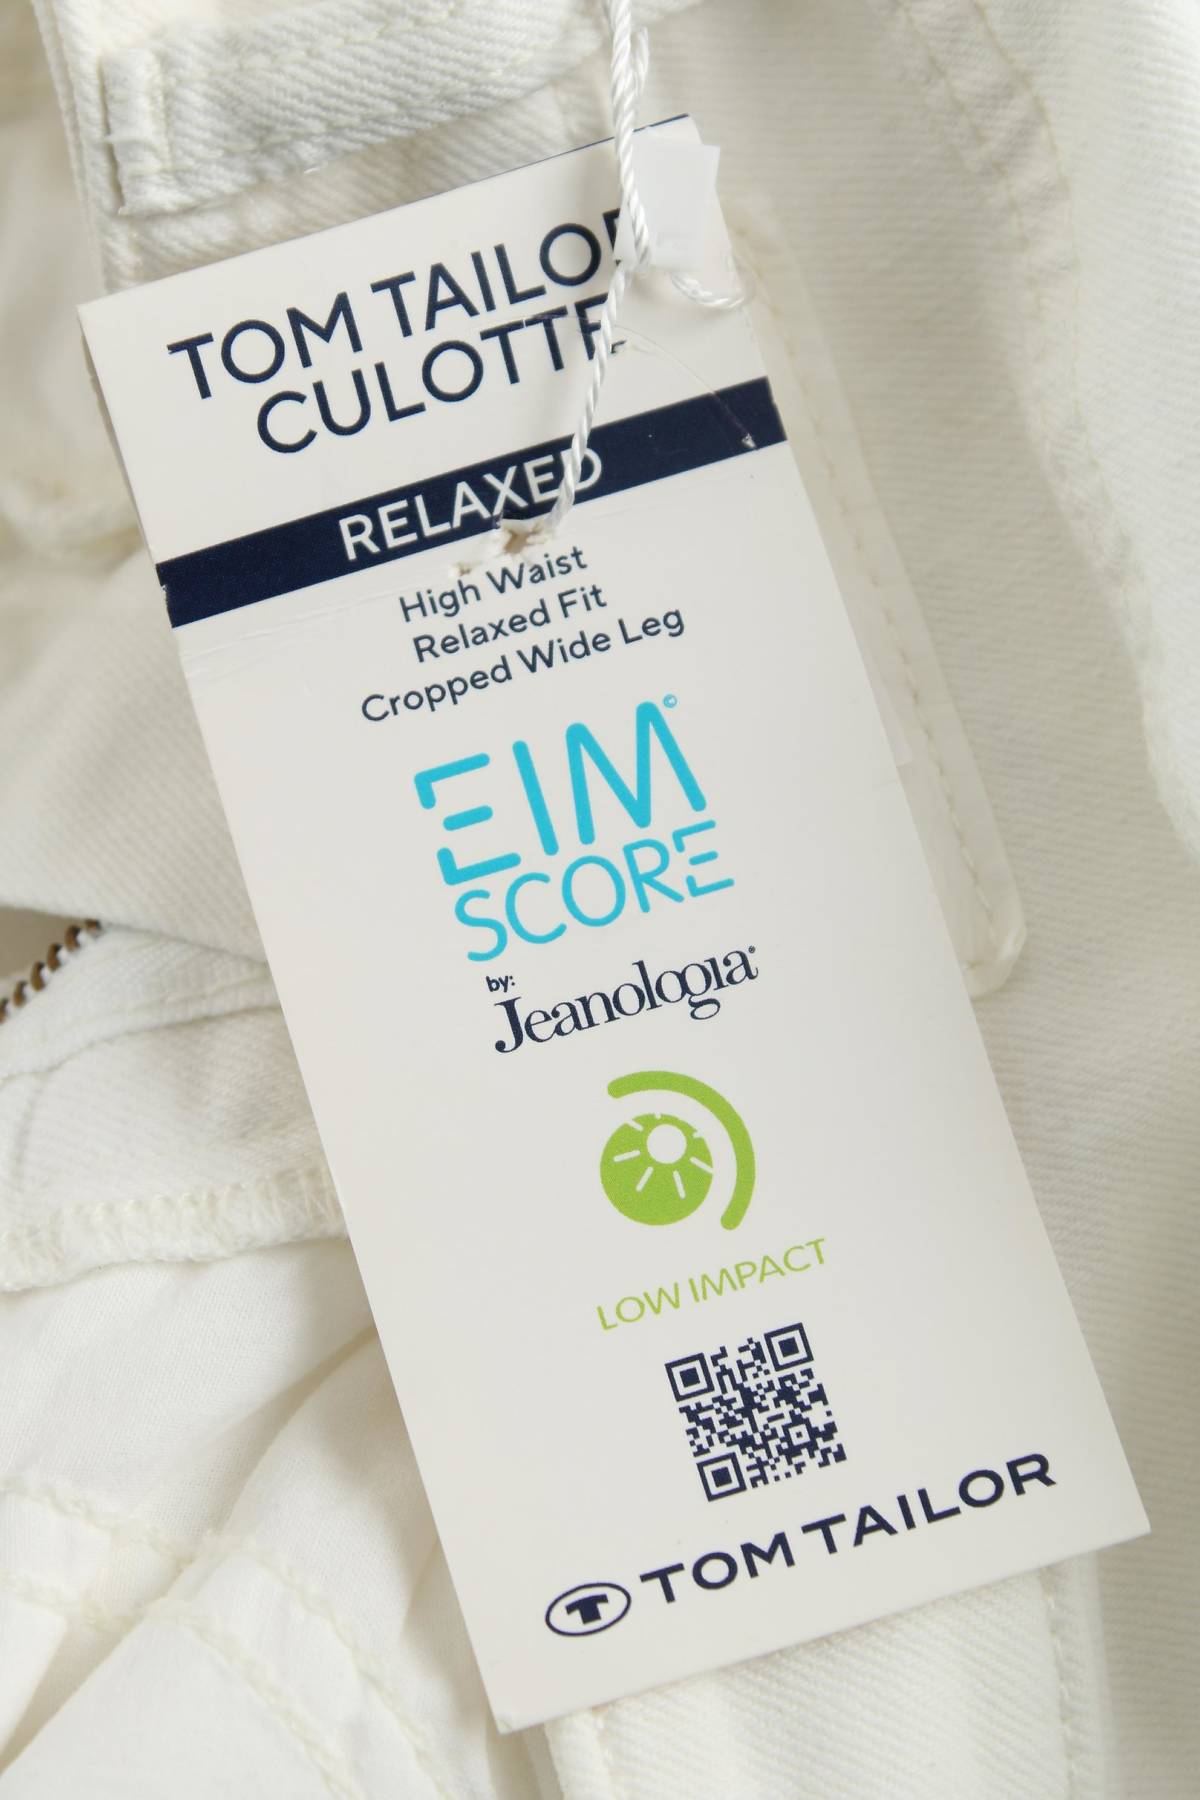 TOM TAILOR
CULOTTE
RELAXED
High Waist
Relaxed Fit
Cropped Wide Leg
EIM©
SCORE
by:
Jeanologia®
LOW IMPACT
TOM TAILOR